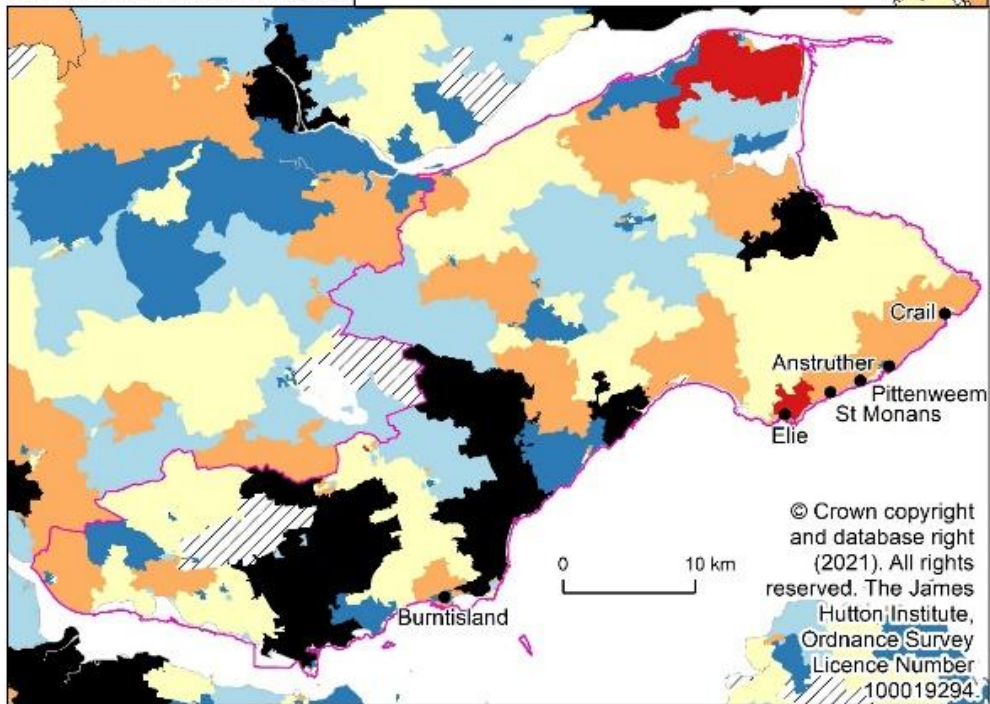 Crail
Anstruther
Pittenweem
St Monans
Elie
© Crown copyright
and database right
(2021). All rights
reserved. The James
Hutton Institute,
Ordnance Survey
Licence Number
100019294.
0 10 km
Burntisland